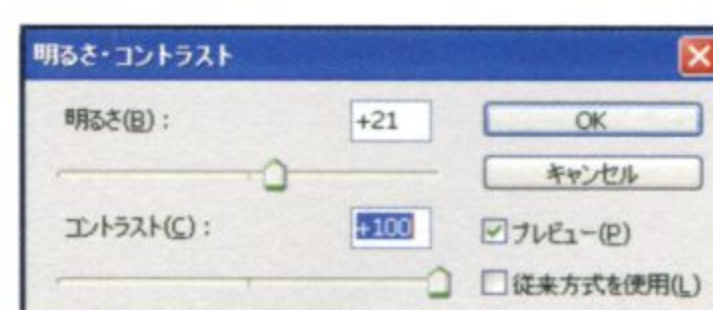 明るさ・コントラスト
明るさ(B)： +21 OK
キャンセル
コントラスト(C)： +100 プレビュー(P)
従来方式を使用(L)